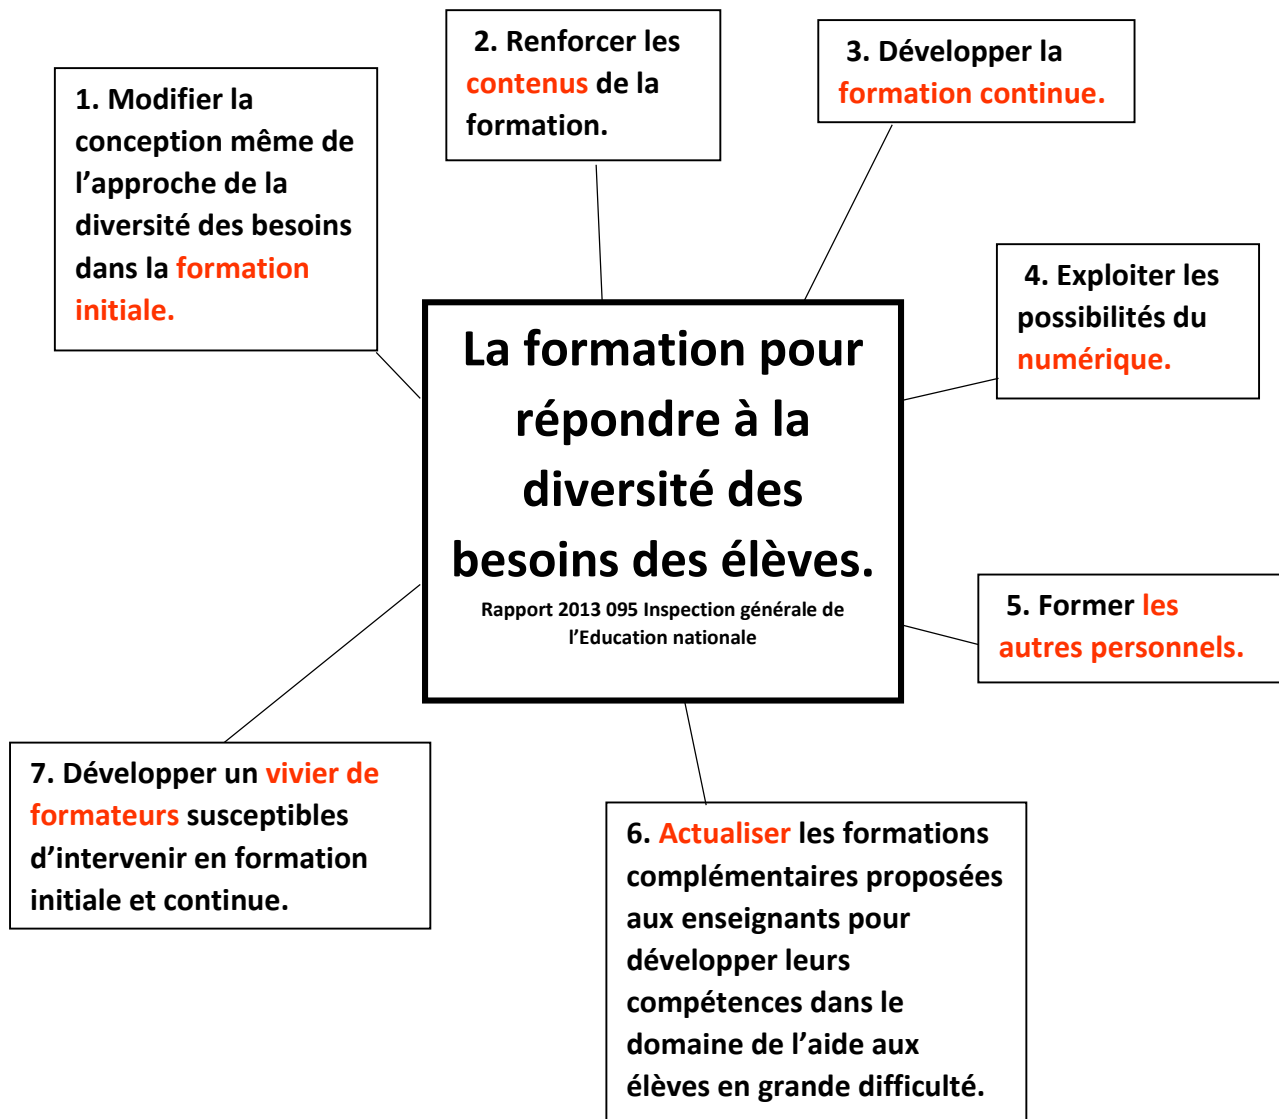 1. Modifier la
conception même de
l’approche de la
diversité des besoins
dans la formation
initiale.
2. Renforcer les
contenus de la
formation.
3. Développer la
formation continue.
4. Exploiter les
possibilités du
numérique.
La formation pour
répondre à la
diversité des
besoins des élèves.
Rapport 2013 095 Inspection générale de
l’Education nationale
5. Former les
autres personnels.
6. Actualiser les formations
complémentaires proposées
aux enseignants pour
développer leurs
compétences dans le
domaine de l’aide aux
élèves en grande difficulté.
7. Développer un vivier de
formateurs susceptibles
d’intervenir en formation
initiale et continue.